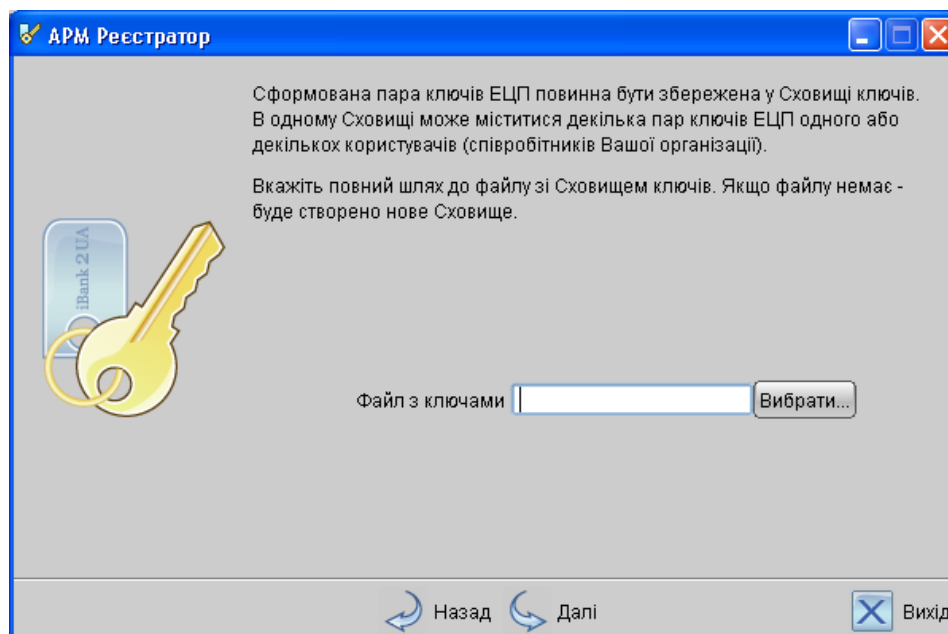 АРМ Реєстратор
Сформована пара ключів ЕЦП повинна бути збережена у Сховищі ключів.
В одному Сховищі може міститися декілька пар ключів ЕЦП одного або
декількох користувачів (співробітників Вашої організації).
Вкажіть повний шлях до файлу зі Сховищем ключів. Якщо файлу немає -
буде створено нове Сховище.
iBank 2 UA
Файл з ключами
Вибрати...
Назад
Далі
Вихід